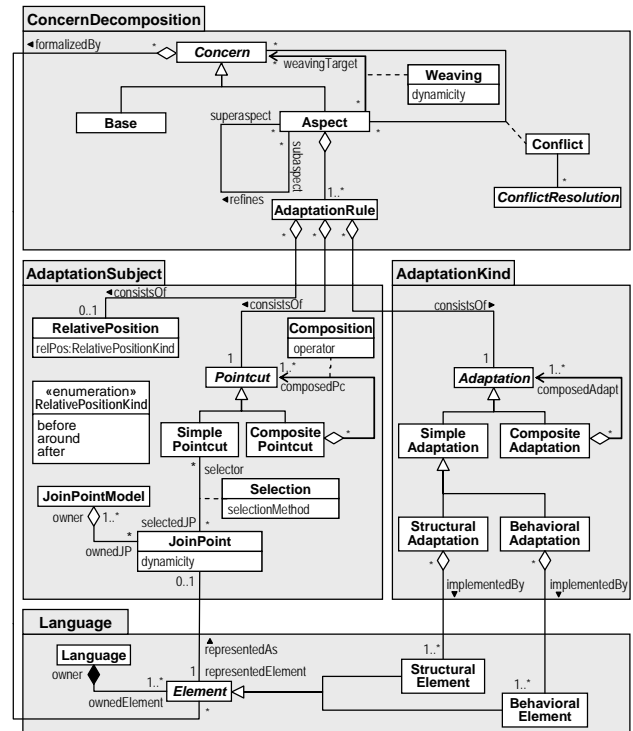 ConcernDecomposition
◄formalizedBy
*
Concern
*
*
weavingTarget
Weaving
dynamicity
Base
superaspect
Aspect
*
*
*
*
subaspect
Conflict
*
ConflictResolution
◄refines
1..*
AdaptationRule
*
*
*
AdaptationSubject
AdaptationKind
◄consistsOf
◄consistsOf
consistsOf►
0..1
RelativePosition
relPos:RelativePositionKind
Composition
operator
1
1..*
Pointcut
composedPc
1
1..*
Adaptation
composedAdapt
«enumeration»
RelativePositionKind
before
around
after
Simple
Pointcut
Composite
Pointcut
*
Simple
Adaptation
Composite
Adaptation
*
*
selector
Selection
selectionMethod
JoinPointModel
owner
1..*
selectedJP
*
ownedJP
*
JoinPoint
dynamicity
0..1
Structural
Adaptation
Behavioral
Adaptation
*
*
implementedBy
implementedBy
Language
representedAs
1..*
Language
owner
1
representedElement
1..*
Element
ownedElement
*
Structural
Element
1..*
Behavioral
Element